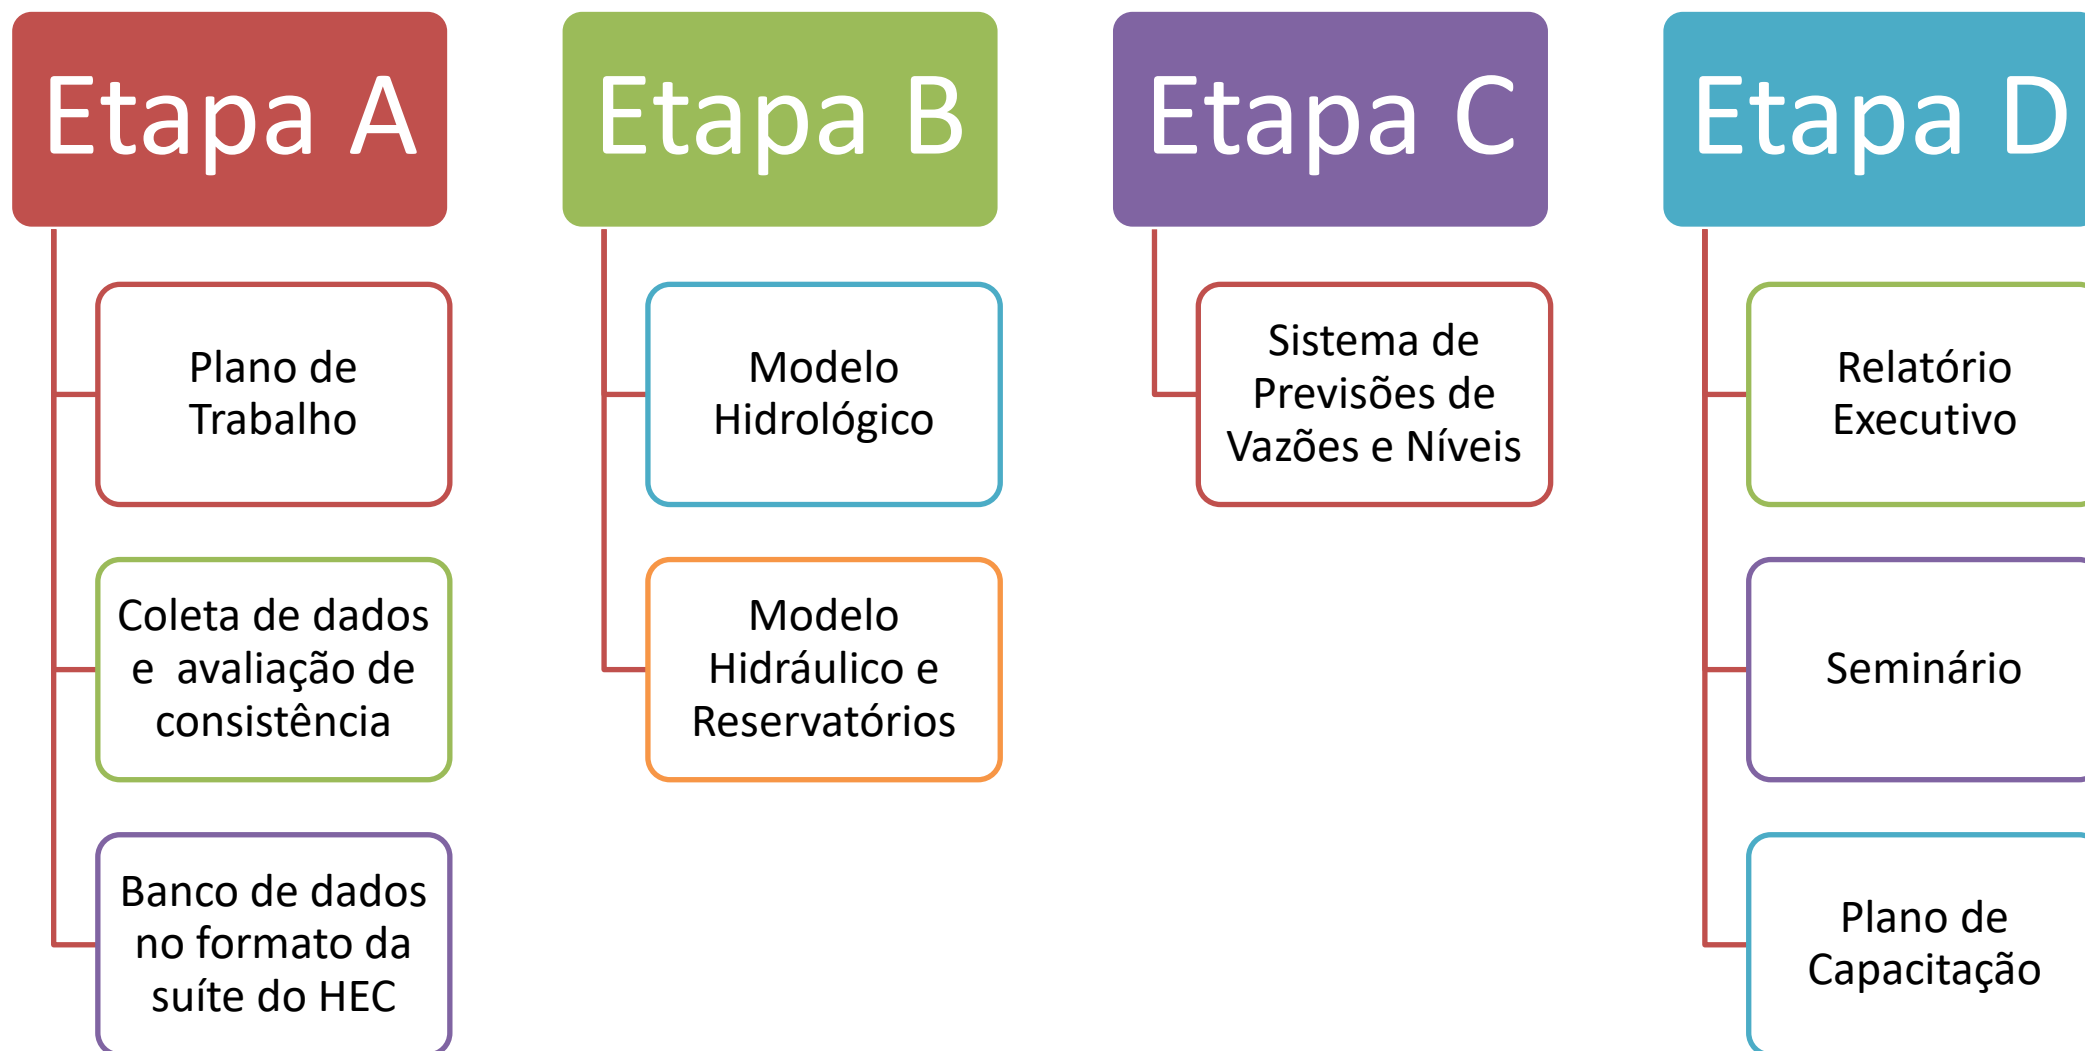 Etapa A
Plano de
Trabalho
Coleta de dados
e avaliação de
consistência
Banco de dados
no formato da
suíte do HEC
Etapa B
Modelo
Hidrológico
Modelo
Hidráulico e
Reservatórios
Etapa C
Sistema de
Previsões de
Vazões e Níveis
Etapa D
Relatório
Executivo
Seminário
Plano de
Capacitação